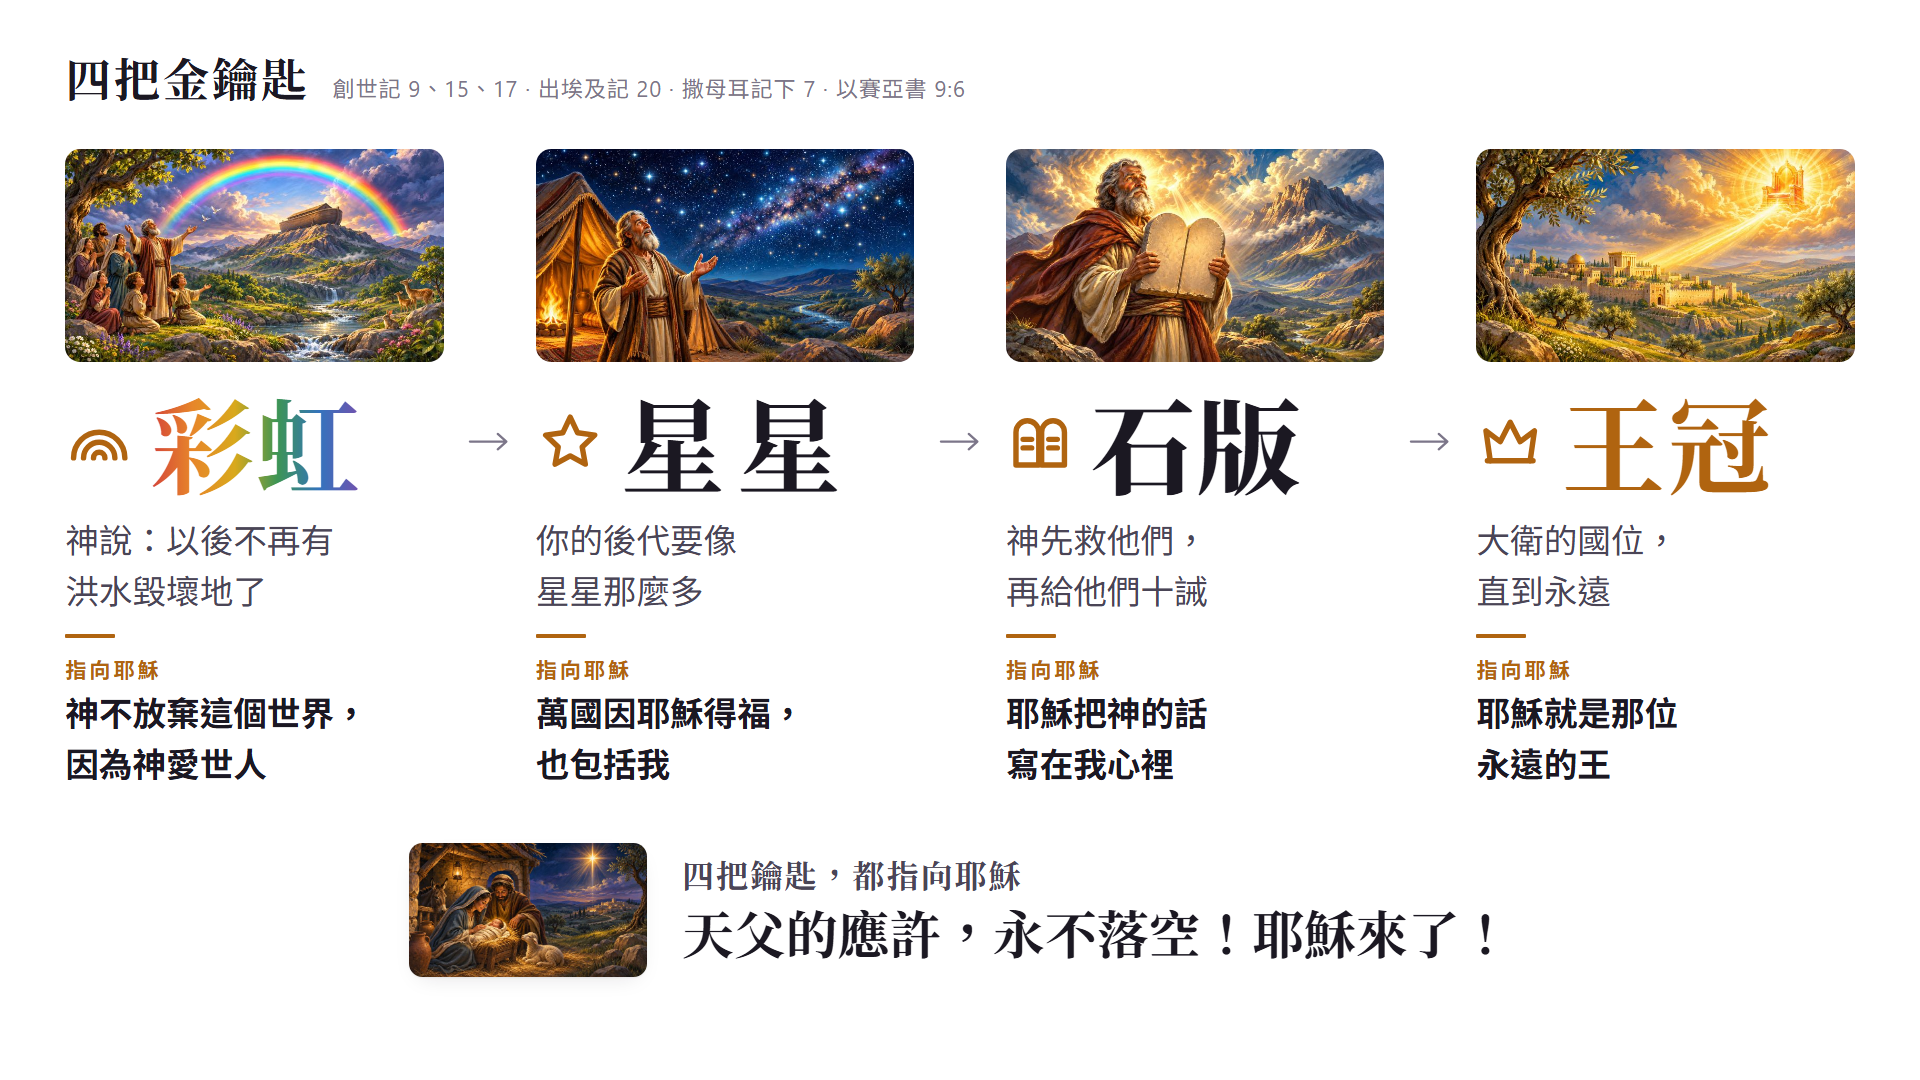 四把金鑰匙
創世記 9、15、17 · 出埃及記 20 · 撒母耳記下 7 · 以賽亞書 9:6
彩虹
神說：以後不再有
洪水毀壞地了
指向耶穌
神不放棄這個世界，
因為神愛世人
星星
你的後代要像
星星那麼多
指向耶穌
萬國因耶穌得福，
也包括我
石版
神先救他們，
再給他們十誡
指向耶穌
耶穌把神的話
寫在我心裡
王冠
大衛的國位，
直到永遠
指向耶穌
耶穌就是那位
永遠的王
四把鑰匙，都指向耶穌
天父的應許，永不落空！耶穌來了！